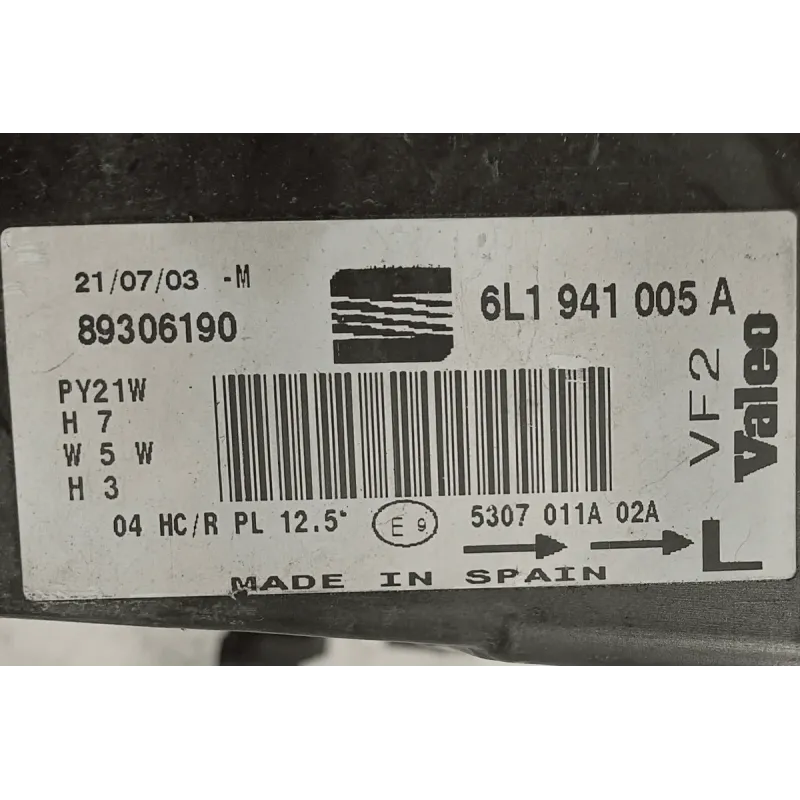 21/07/03 -M
89306190
6L1 941 005 A
PY21W
H 7
W 5 W
H 3
VF2
Valeo
04 HC/R PL 12.5° E 9 5307 011A 02A
L
MADE IN SPAIN